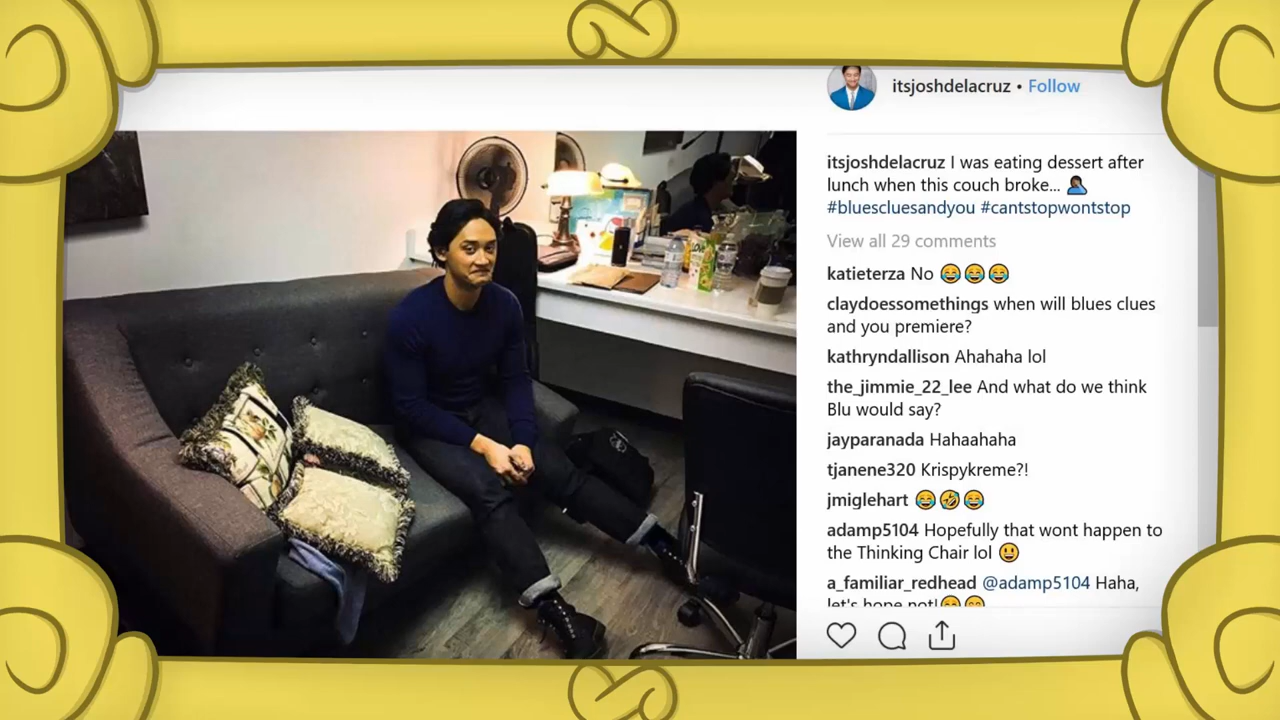 itsjoshdelacruz • Follow
itsjoshdelacruz I was eating dessert after
lunch when this couch broke... 🤦🏾‍♂️
#bluescluesandyou #cantstopwontstop
View all 29 comments
katieterza No 😂😂😂
claydoessomethings when will blues clues
and you premiere?
kathryndallison Ahahaha lol
the_jimmie_22_lee And what do we think
Blu would say?
jayparanada Hahaahaha
tjanene320 Krispykreme?!
jmiglehart 😂🤣😂
adamp5104 Hopefully that wont happen to
the Thinking Chair lol 😃
a_familiar_redhead @adamp5104 Haha,
let's hope not!😄😄